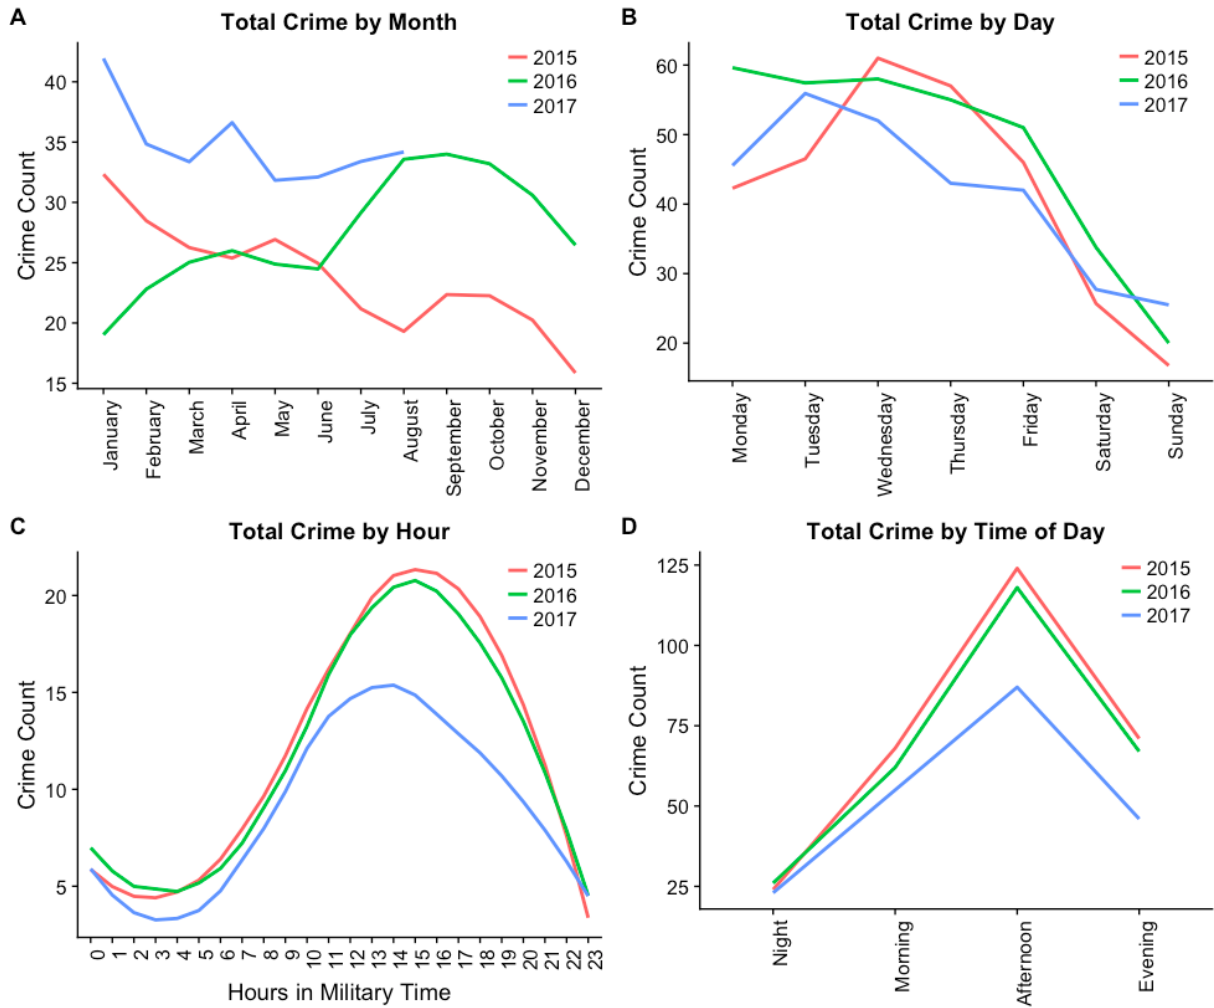 A
Total Crime by Month
2015
2016
2017
Crime Count
40
35
30
25
20
15
January
February
March
April
May
June
July
August
September
October
November
December
B
Total Crime by Day
2015
2016
2017
Crime Count
60
50
40
30
20
Monday
Tuesday
Wednesday
Thursday
Friday
Saturday
Sunday
C
Total Crime by Hour
2015
2016
2017
Crime Count
20
15
10
5
0
1
2
3
4
5
6
7
8
9
10
11
12
13
14
15
16
17
18
19
20
21
22
23
Hours in Military Time
D
Total Crime by Time of Day
2015
2016
2017
Crime Count
125
100
75
50
25
Night
Morning
Afternoon
Evening